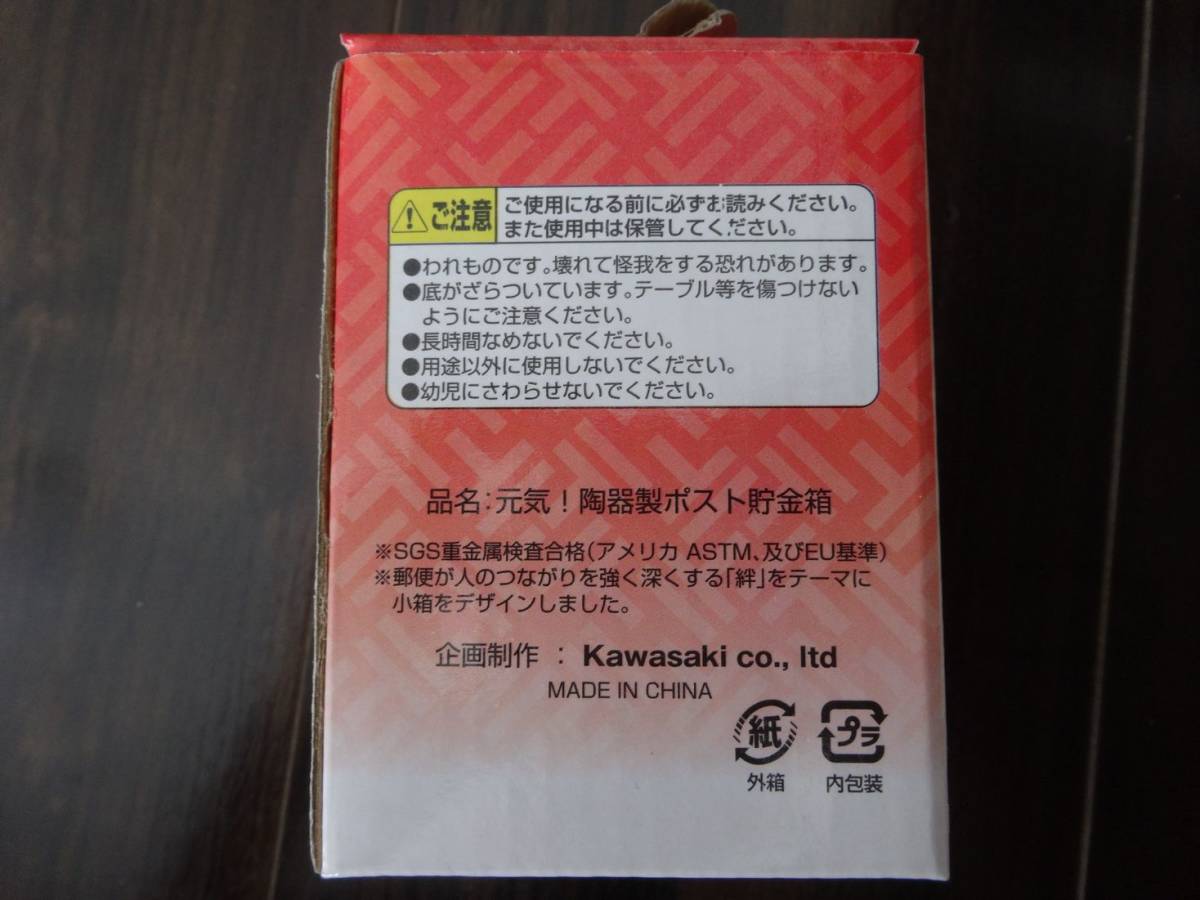 ご注意
ご使用になる前に必ずお読みください。
また使用中は保管してください。
●われものです。壊れて怪我をする恐れがあります。
●底がざらついています。テーブル等を傷つけない
ようにご注意ください。
●長時間なめないでください。
●用途以外に使用しないでください。
●幼児にさわらせないでください。
品名：元気！陶器製ポスト貯金箱
※SGS重金属検査合格(アメリカ ASTM、及びEU基準)
※郵便が人のつながりを強く深くする「絆」をテーマに
小箱をデザインしました。
企画制作 ： Kawasaki co., ltd
MADE IN CHINA
紙 プラ
外箱 内包装